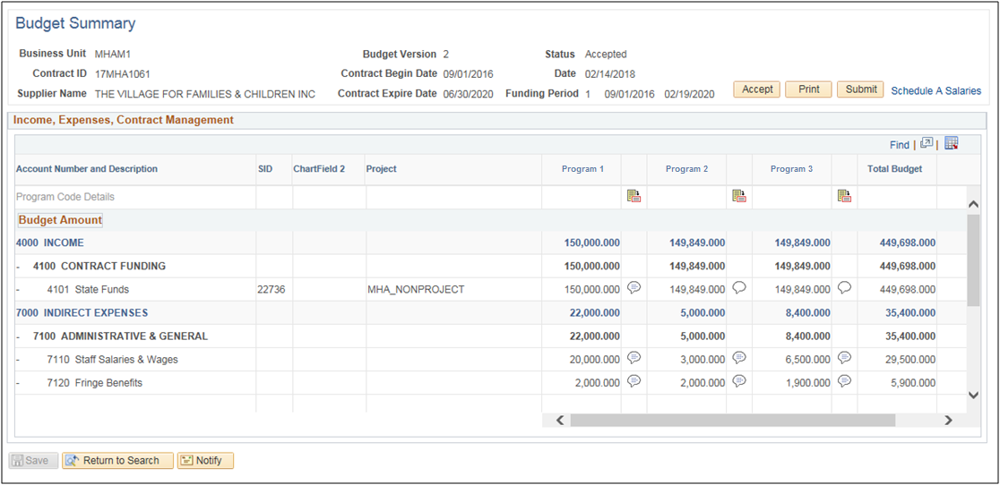 Budget Summary
Business Unit MHAM1 Budget Version 2 Status Accepted
Contract ID 17MHA1061 Contract Begin Date 09/01/2016 Date 02/14/2018
Supplier Name THE VILLAGE FOR FAMILIES & CHILDREN INC Contract Expire Date 06/30/2020 Funding Period 1 09/01/2016 02/19/2020 Accept Print Submit Schedule A Salaries
Income, Expenses, Contract Management
Find | |
Account Number and Description SID ChartField 2 Project Program 1 Program 2 Program 3 Total Budget
Program Code Details
Budget Amount
4000 INCOME 150,000.000 149,849.000 149,849.000 449,698.000
- 4100 CONTRACT FUNDING 150,000.000 149,849.000 149,849.000 449,698.000
- 4101 State Funds 22736 MHA_NONPROJECT 150,000.000 149,849.000 149,849.000 449,698.000
7000 INDIRECT EXPENSES 22,000.000 5,000.000 8,400.000 35,400.000
- 7100 ADMINISTRATIVE & GENERAL 22,000.000 5,000.000 8,400.000 35,400.000
- 7110 Staff Salaries & Wages 20,000.000 3,000.000 6,500.000 29,500.000
- 7120 Fringe Benefits 2,000.000 2,000.000 1,900.000 5,900.000
Save Return to Search Notify